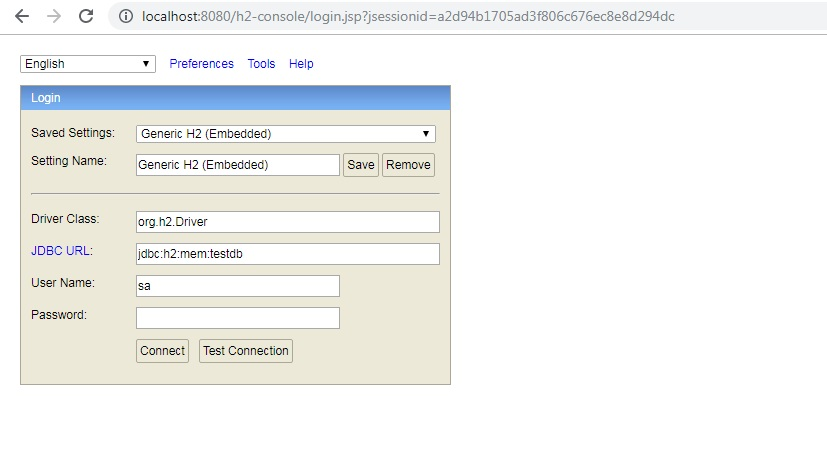 localhost:8080/h2-console/login.jsp?jsessionid=a2d94b1705ad3f806c676ec8e8d294dc
English Preferences Tools Help
Login
Saved Settings: Generic H2 (Embedded)
Setting Name: Generic H2 (Embedded) Save Remove
Driver Class: org.h2.Driver
JDBC URL: jdbc:h2:mem:testdb
User Name: sa
Password:
Connect Test Connection